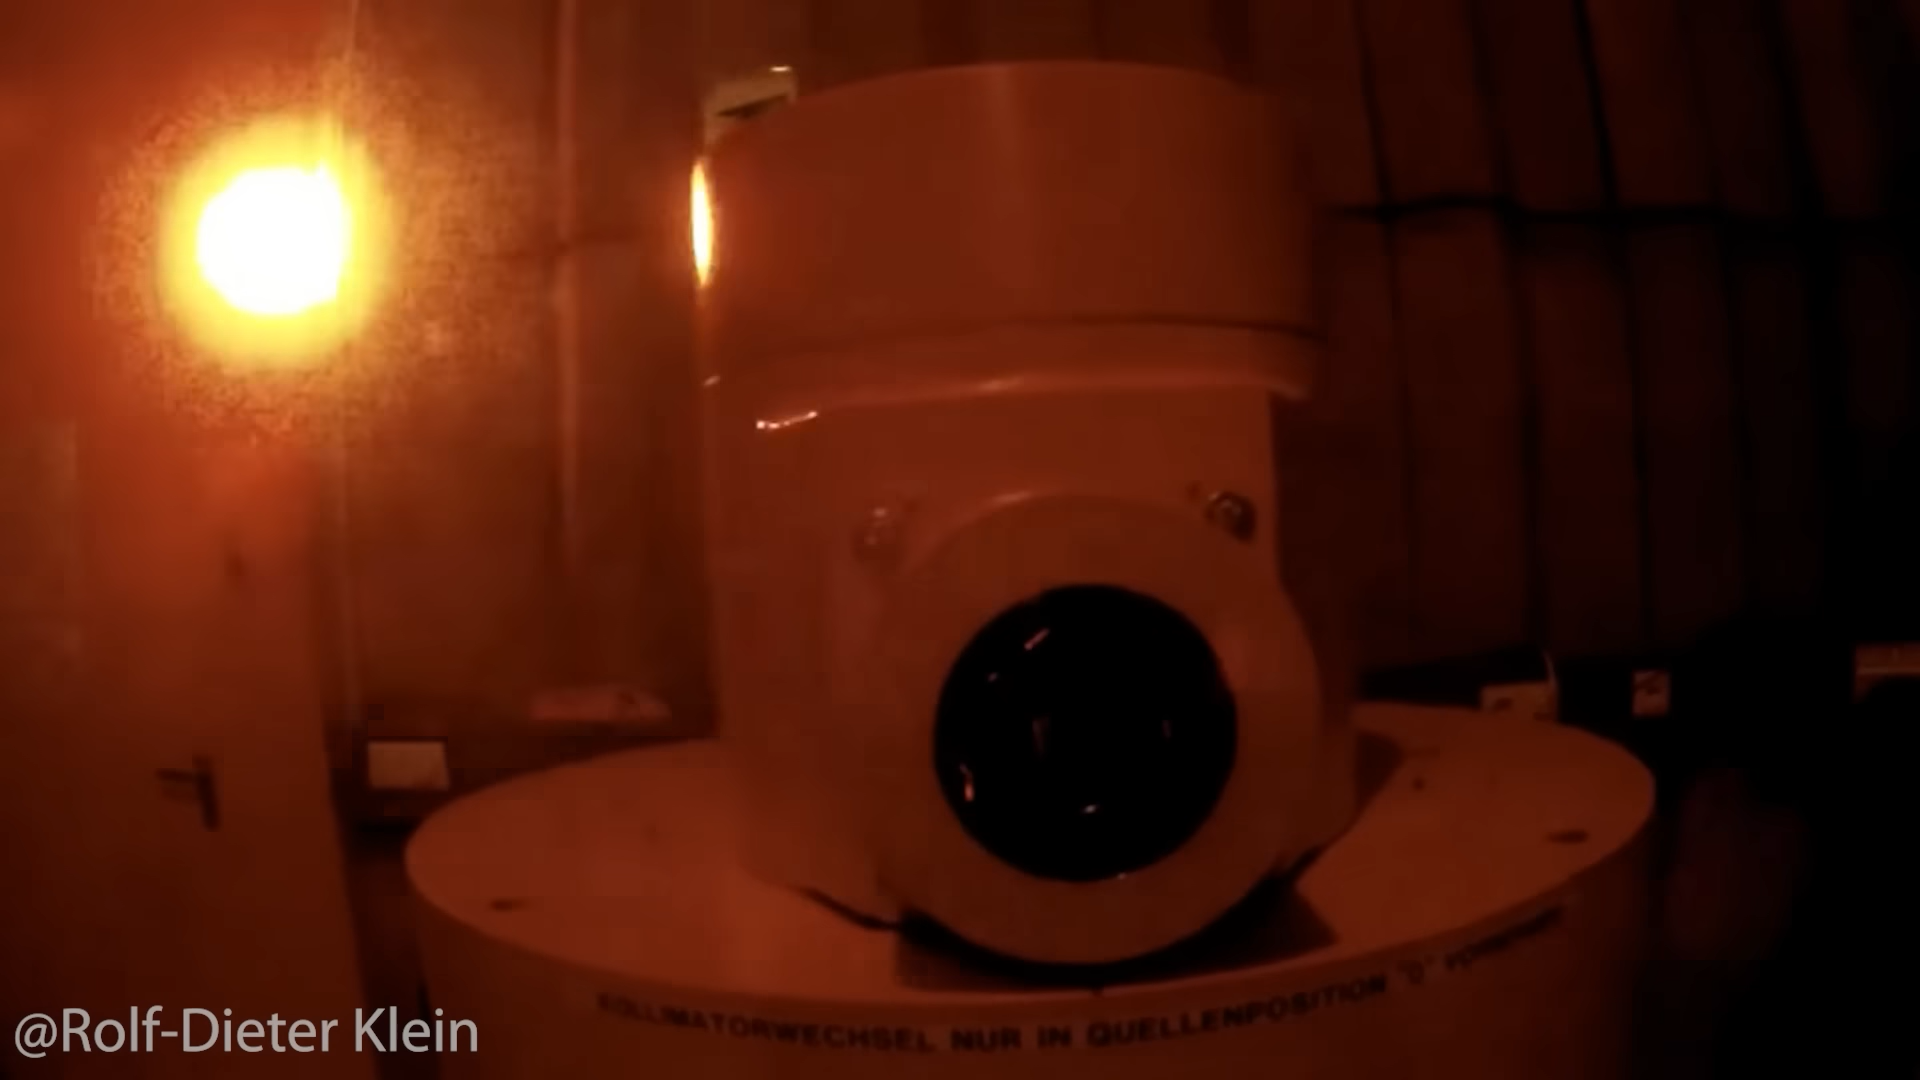 KOLLIMATORWECHSEL NUR IN QUELLENPOSITION "0"
@Rolf-Dieter Klein